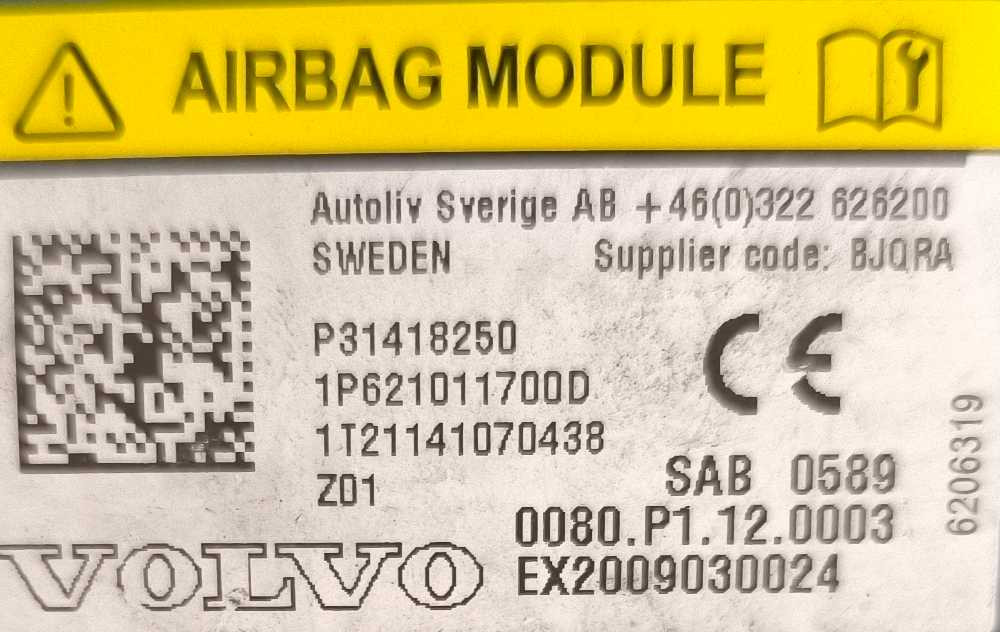 AIRBAG MODULE
Autoliv Sverige AB +46(0)322 626200
SWEDEN Supplier code: BJQRA
P31418250
1P621011700D
1T21141070438
Z01
CE
SAB 0589
0080.P1.12.0003
EX2009030024
6206319
VOLVO